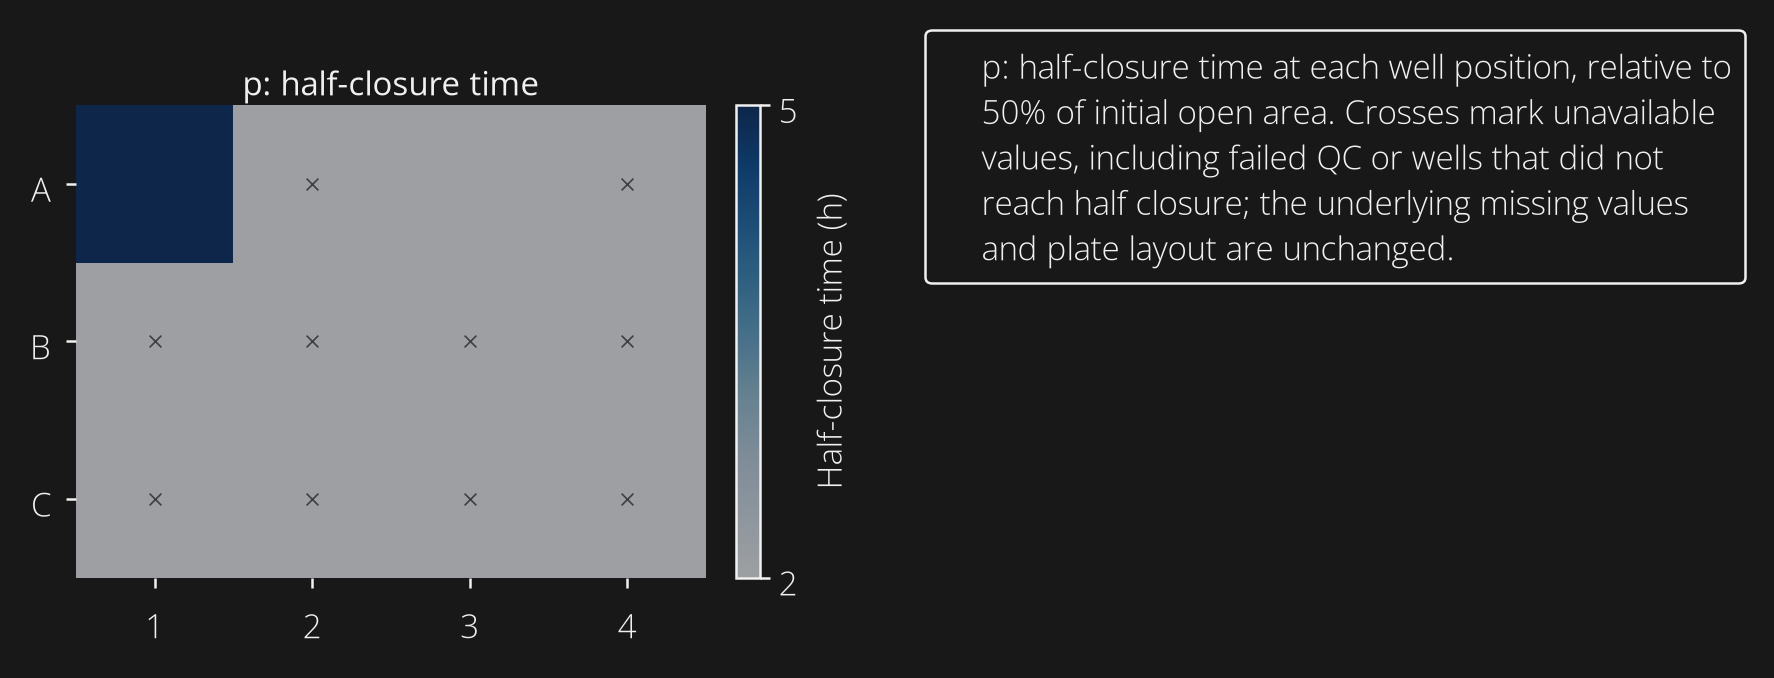 p: half-closure time
5
A
B
C
2
1 2 3 4
Half-closure time (h)
p: half-closure time at each well position, relative to
50% of initial open area. Crosses mark unavailable
values, including failed QC or wells that did not
reach half closure; the underlying missing values
and plate layout are unchanged.